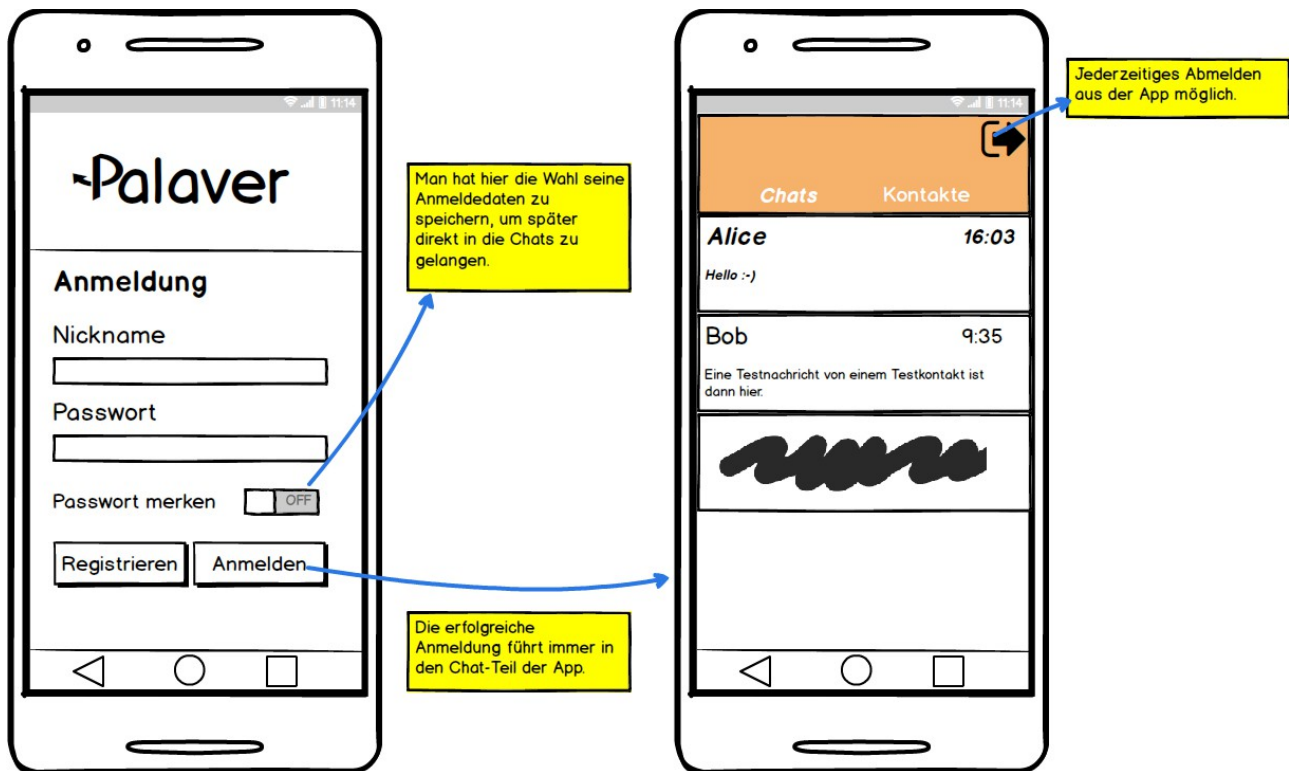 11:14
Palaver
Anmeldung
Nickname
Passwort
Passwort merken
OFF
Registrieren
Anmelden
Man hat hier die Wahl seine
Anmeldedaten zu
speichern, um später
direkt in die Chats zu
gelangen.
Die erfolgreiche
Anmeldung führt immer in
den Chat-Teil der App.
11:14
Chats Kontakte
Alice 16:03
Hello :-)
Bob 9:35
Eine Testnachricht von einem Testkontakt ist
dann hier.
Jederzeitiges Abmelden
aus der App möglich.